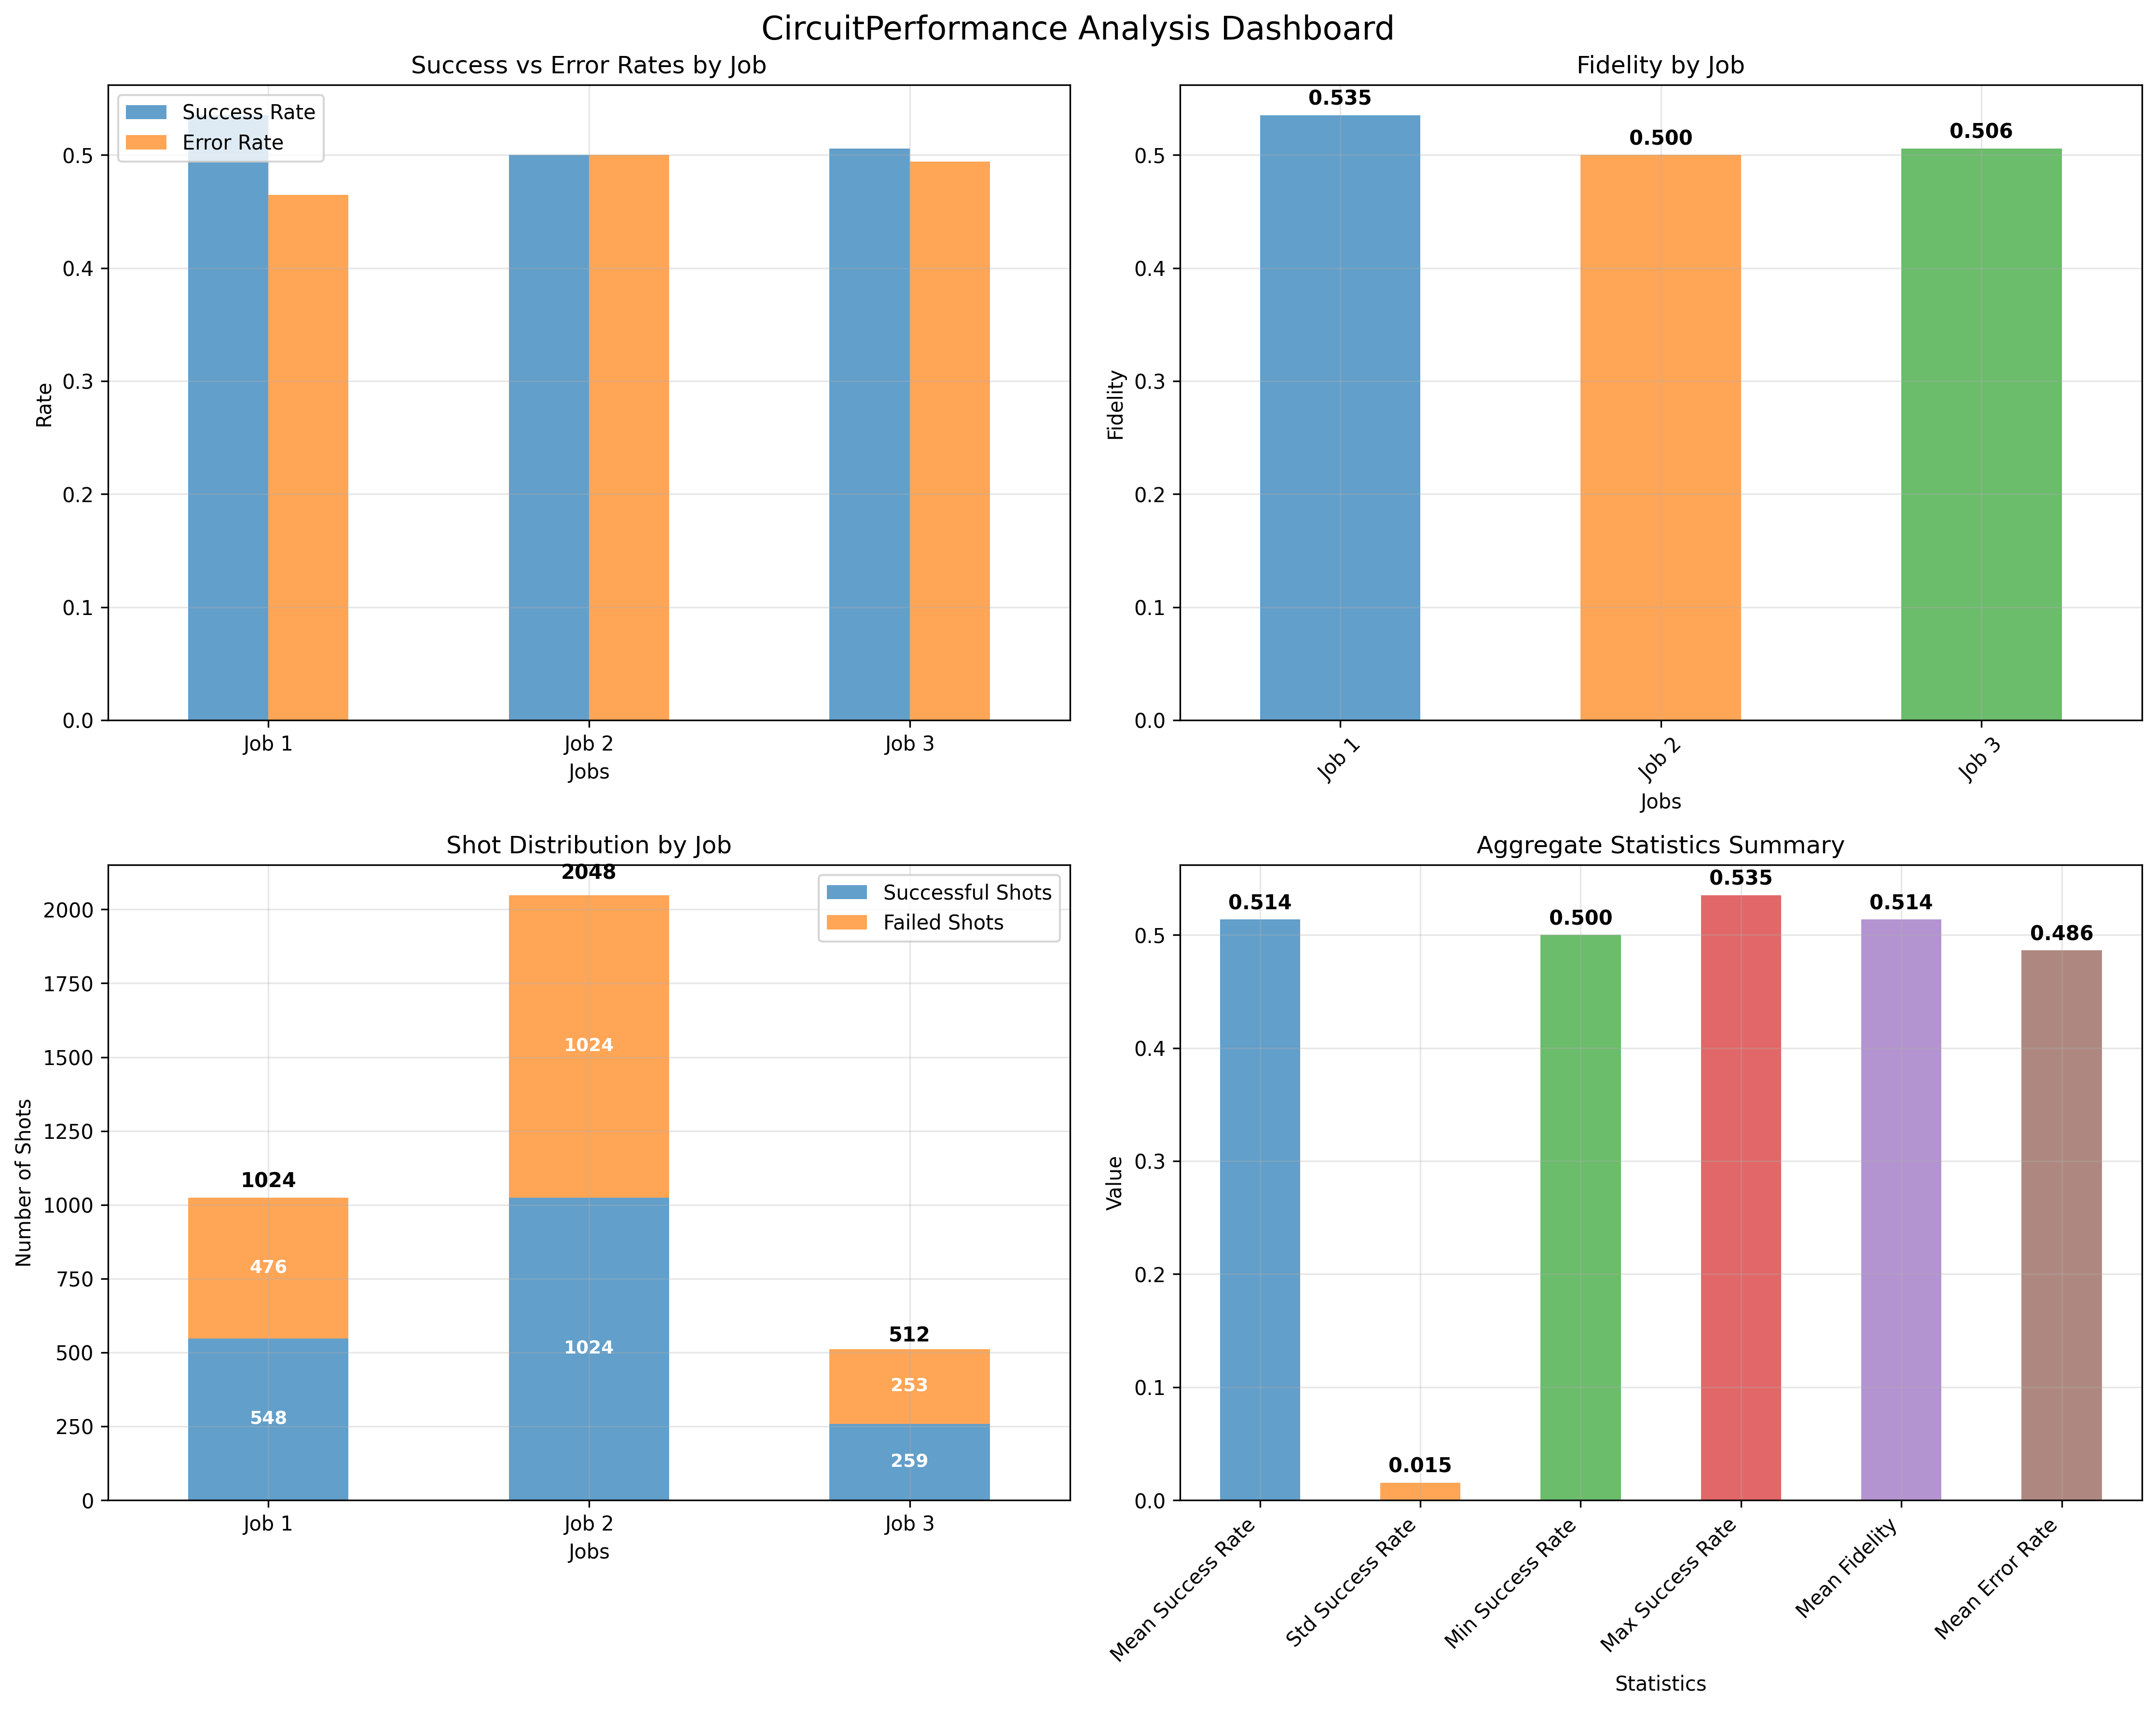 CircuitPerformance Analysis Dashboard
Success vs Error Rates by Job
Success Rate
Error Rate
0.5
0.4
0.3
0.2
0.1
0.0
Rate
Job 1
Job 2
Job 3
Jobs
Fidelity by Job
0.535
0.500
0.506
0.5
0.4
0.3
0.2
0.1
0.0
Fidelity
Job 1
Job 2
Job 3
Jobs
Shot Distribution by Job
Successful Shots
Failed Shots
2048
1024
512
1024
476
253
548
1024
259
2000
1750
1500
1250
1000
750
500
250
0
Number of Shots
Job 1
Job 2
Job 3
Jobs
Aggregate Statistics Summary
0.514
0.015
0.500
0.535
0.514
0.486
0.5
0.4
0.3
0.2
0.1
0.0
Value
Mean Success Rate
Std Success Rate
Min Success Rate
Max Success Rate
Mean Fidelity
Mean Error Rate
Statistics